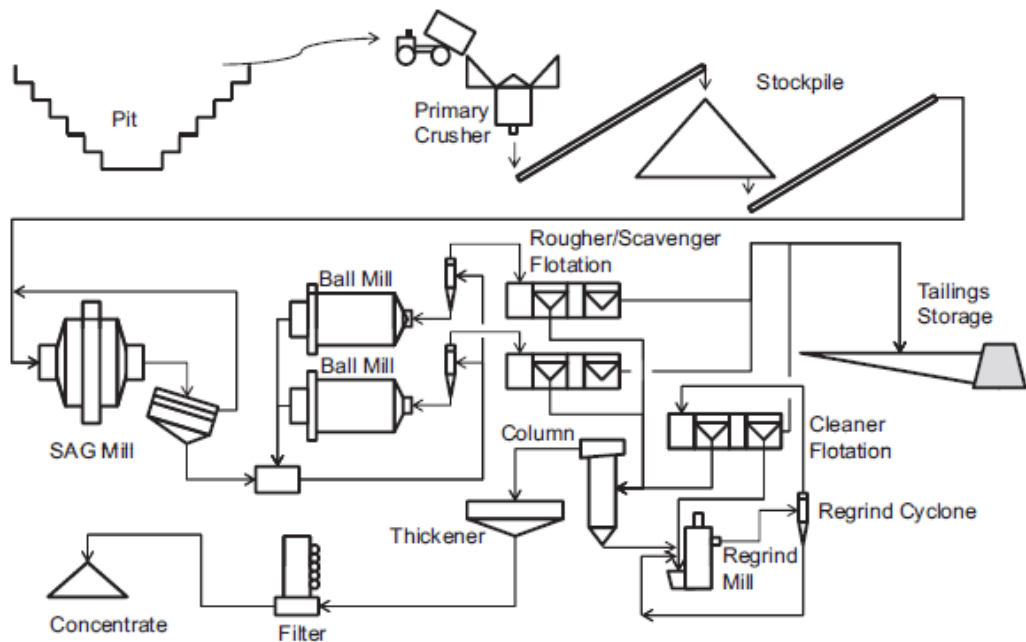 Pit
Primary
Crusher
Stockpile
Rougher/Scavenger
Flotation
Ball Mill
Tailings
Storage
Ball Mill
SAG Mill
Column
Cleaner
Flotation
Thickener
Regrind Cyclone
Regrind
Mill
Concentrate
Filter